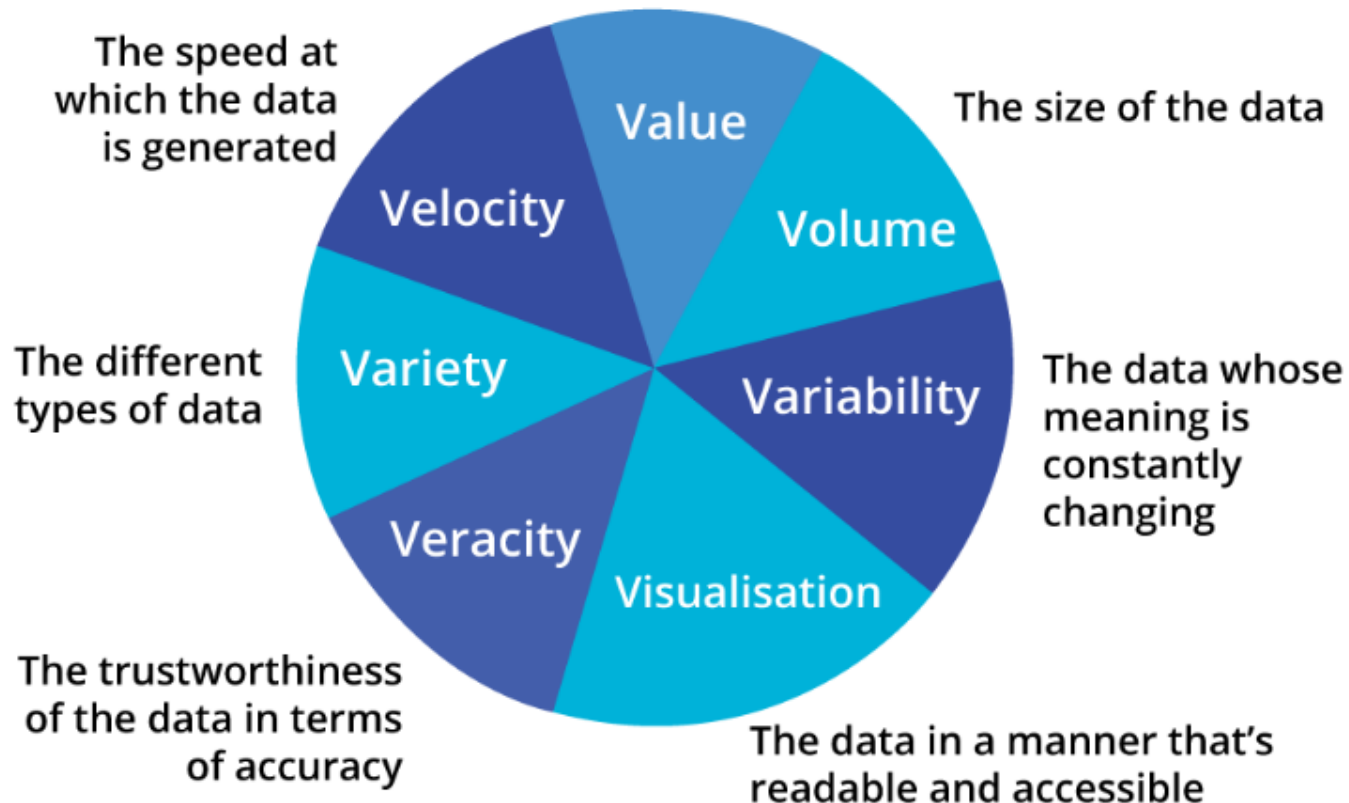 Value
The size of the data
Volume
The data whose
meaning is
constantly
changing
Variability
Visualisation
The data in a manner that’s
readable and accessible
Veracity
The trustworthiness
of the data in terms
of accuracy
Variety
The different
types of data
Velocity
The speed at
which the data
is generated